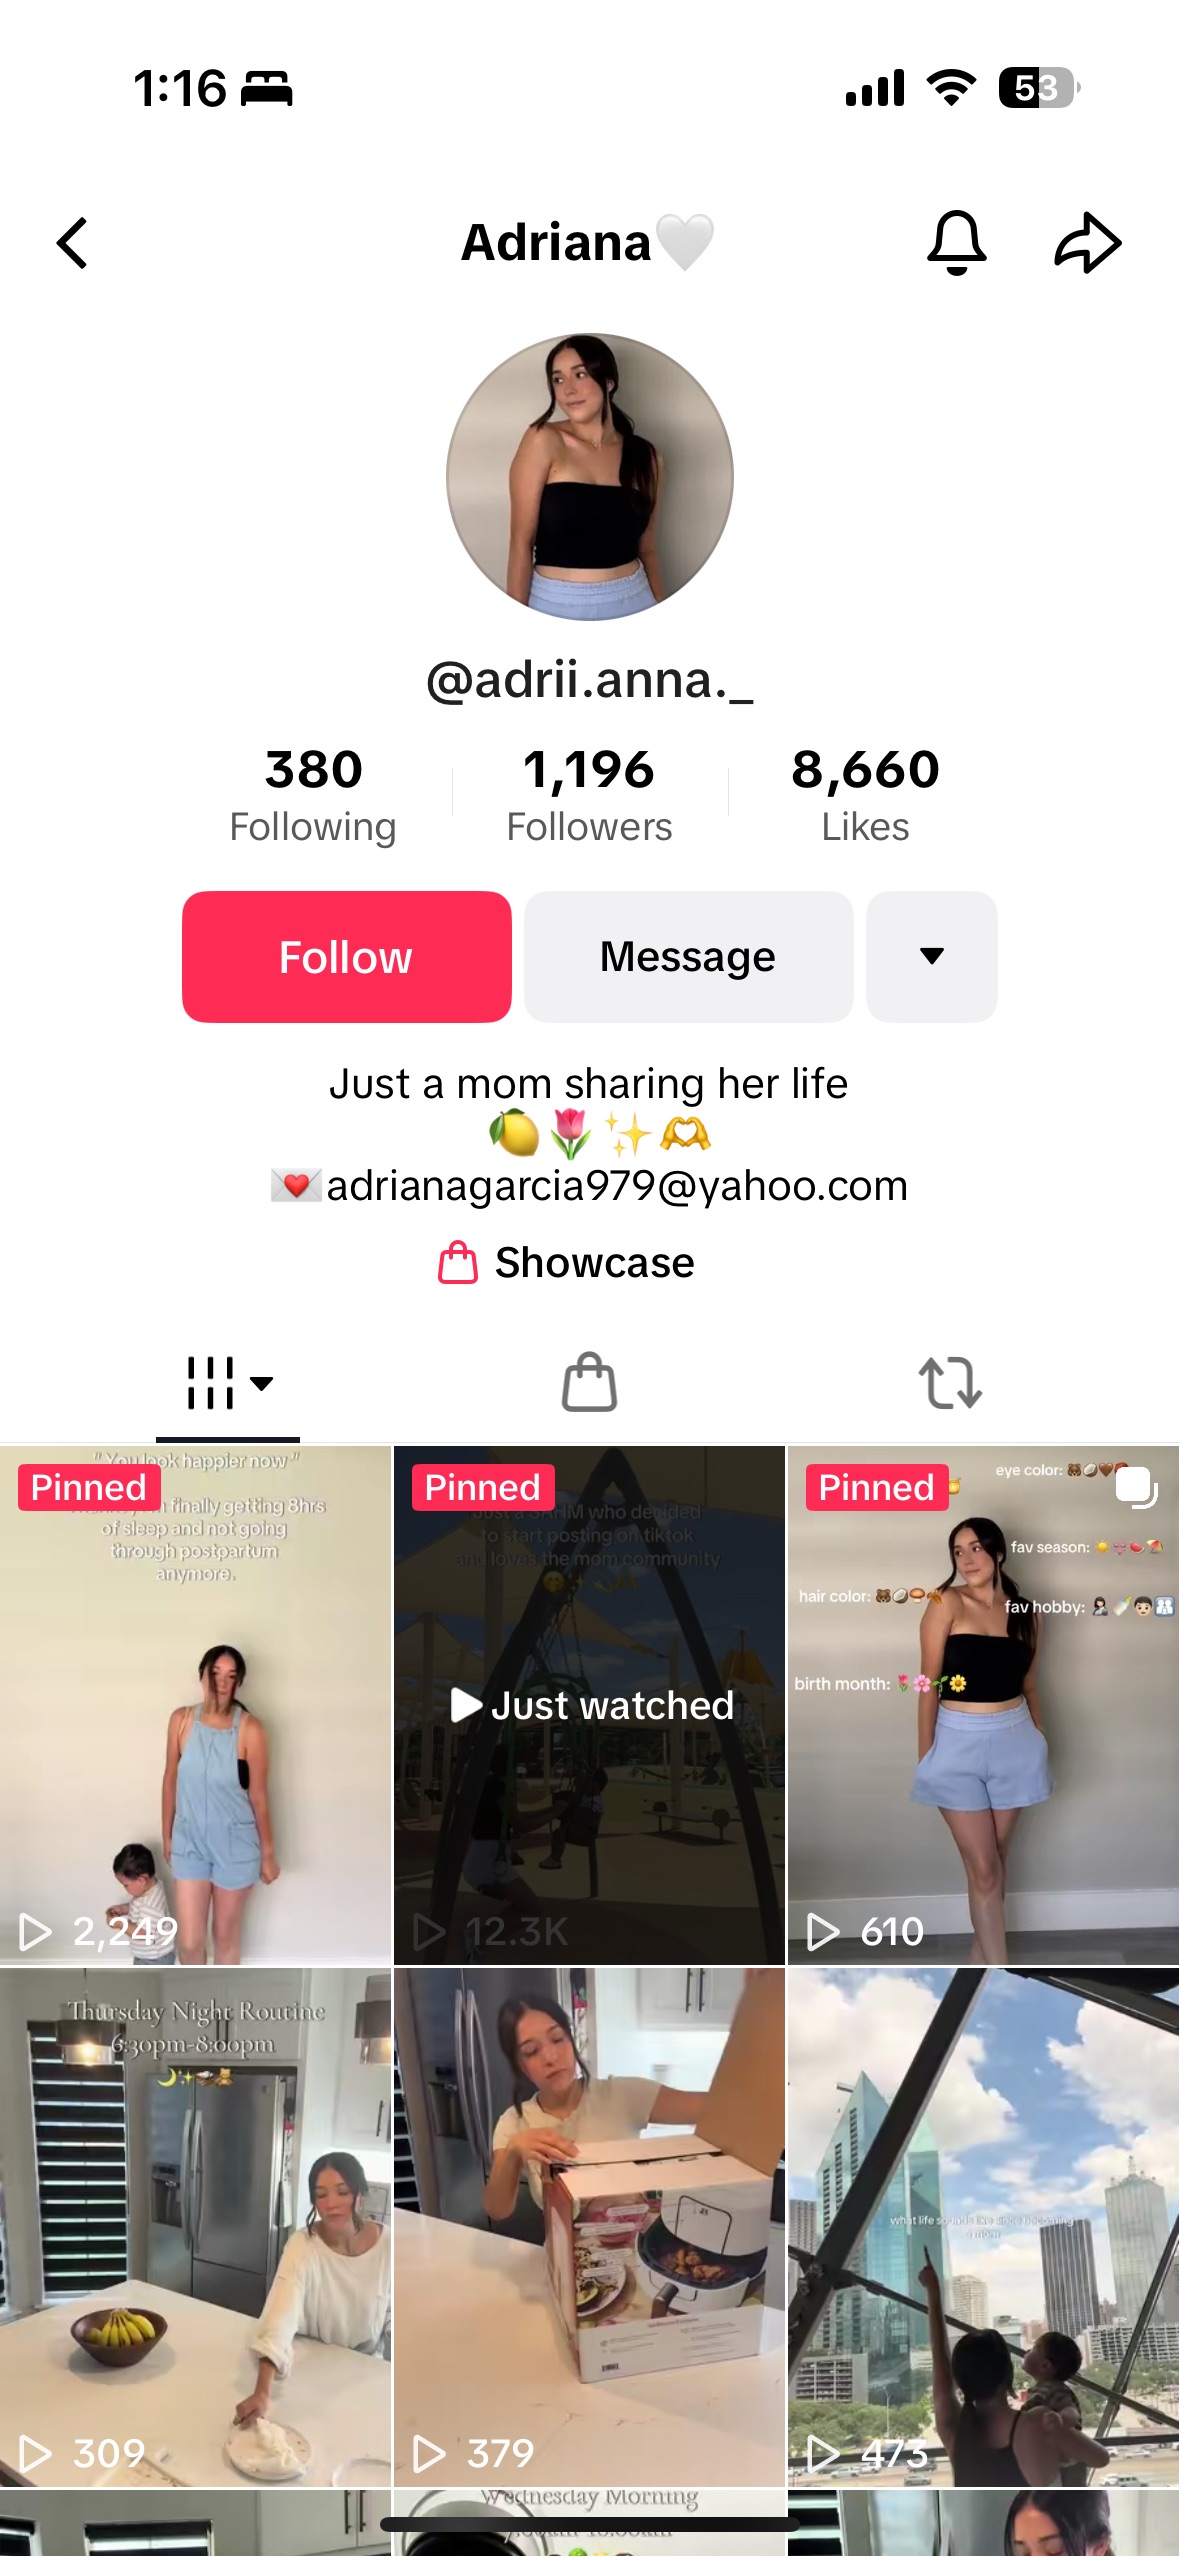 1:16
53
Adriana🤍
@adrii.anna._
380
1,196
8,660
Following
Followers
Likes
Follow
Message
Just a mom sharing her life
🍋🌷✨🫶
💌adrianagarcia979@yahoo.com
Showcase
Pinned
" You look happier now "
finally getting 8hrs
of sleep and not going
through postpartum
anymore.
2,249
Pinned
Just a SAHM who decided
to start posting on tiktok
and loves the mom community
Just watched
12.3K
Pinned
eye color: 🐻🥥🤎
fav season: ☀️🌷🍉⛱️
hair color: 🐻🥥🍄🍂
fav hobby:
birth month: 🌷🌸🌱🌼
610
Thursday Night Routine
6:30pm-8:00pm
309
379
what life sounds like since becoming
a mom
473
Wednesday Morning